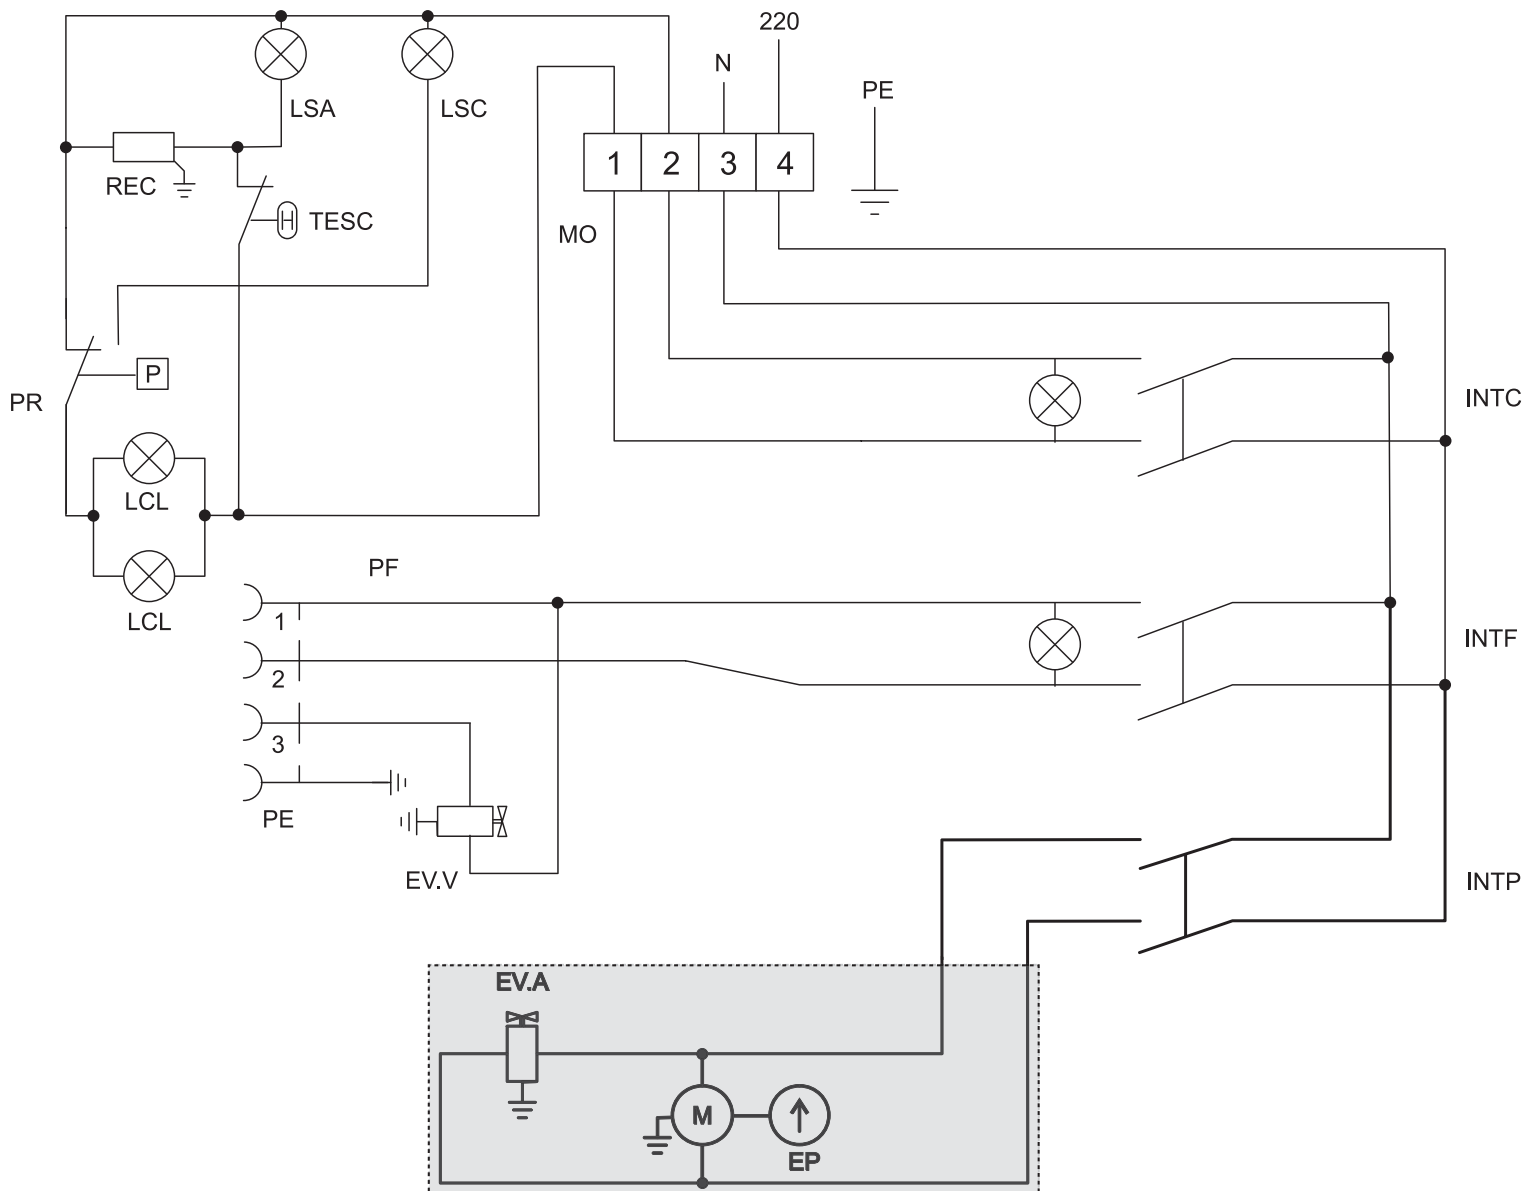 220
N
PE
LSA
LSC
1 2 3 4
REC
TESC
MO
P
PR
INTC
LCL
PF
LCL
1
INTF
2
3
PE
EV.V
INTP
EV.A
M
EP